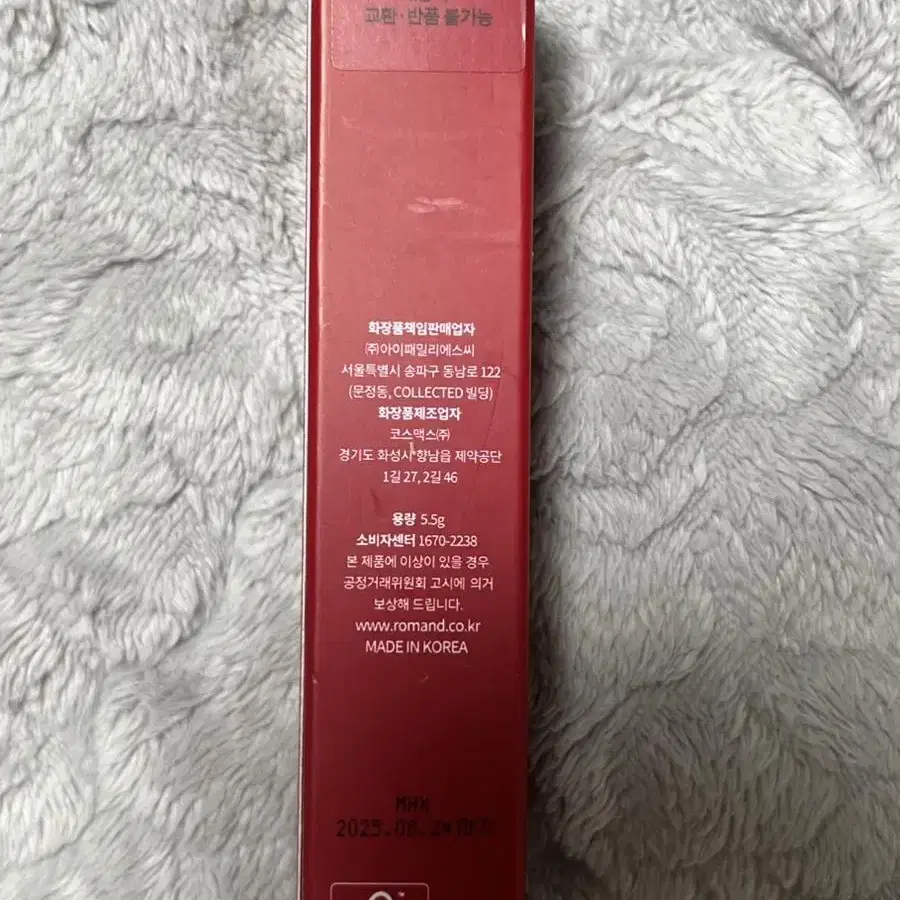 교환·반품 불가능
화장품책임판매업자
㈜아이패밀리에스씨
서울특별시 송파구 동남로 122
(문정동, COLLECTED 빌딩)
화장품제조업자
코스맥스㈜
경기도 화성시 향남읍 제약공단
1길 27, 2길 46
용량 5.5g
소비자센터 1670-2238
본 제품에 이상이 있을 경우
공정거래위원회 고시에 의거
보상해 드립니다.
www.romand.co.kr
MADE IN KOREA
MAX